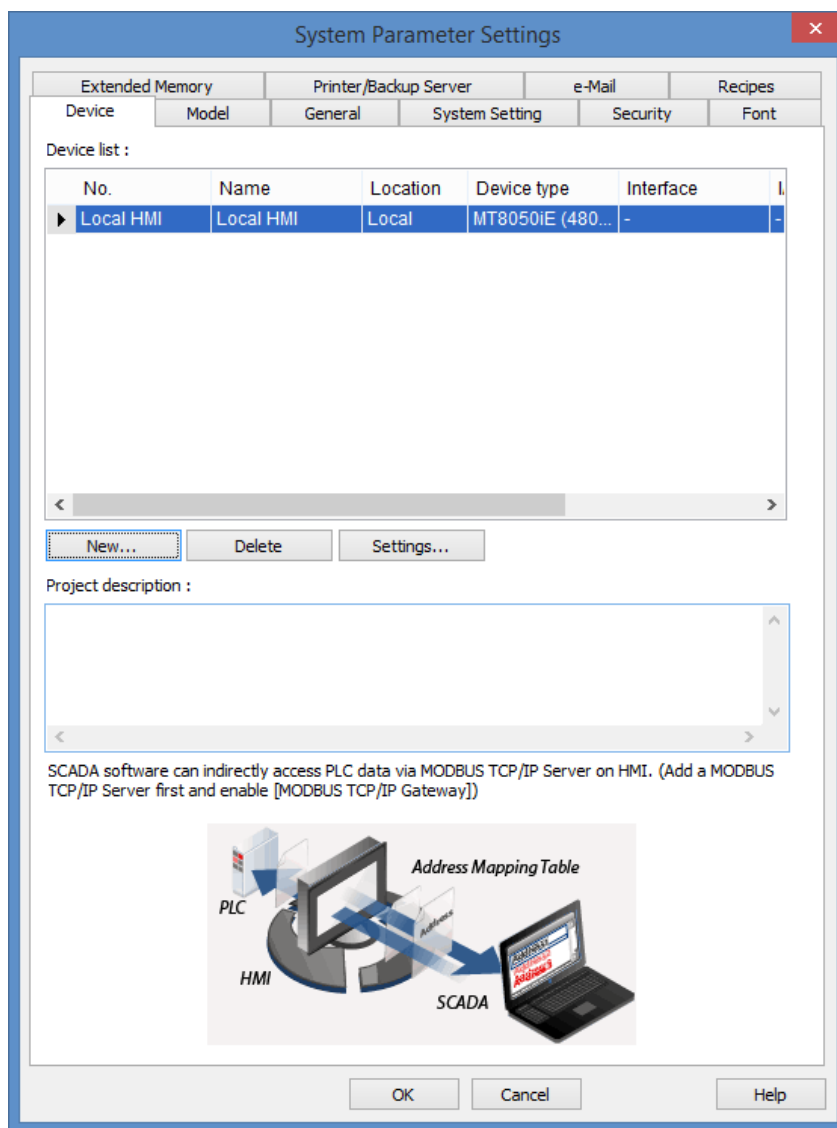 System Parameter Settings
Extended Memory Printer/Backup Server e-Mail Recipes
Device Model General System Setting Security Font
Device list :
No. Name Location Device type Interface
Local HMI Local HMI Local MT8050iE (480... - -
New... Delete Settings...
Project description :
SCADA software can indirectly access PLC data via MODBUS TCP/IP Server on HMI. (Add a MODBUS
TCP/IP Server first and enable [MODBUS TCP/IP Gateway])
Address Mapping Table
PLC
Address
HMI
SCADA
OK Cancel Help